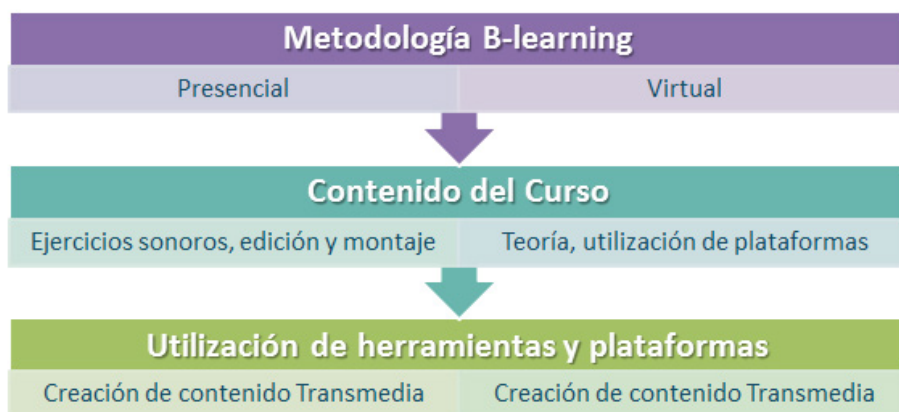 Metodología B-learning
Presencial
Virtual
Contenido del Curso
Ejercicios sonoros, edición y montaje
Teoría, utilización de plataformas
Utilización de herramientas y plataformas
Creación de contenido Transmedia
Creación de contenido Transmedia